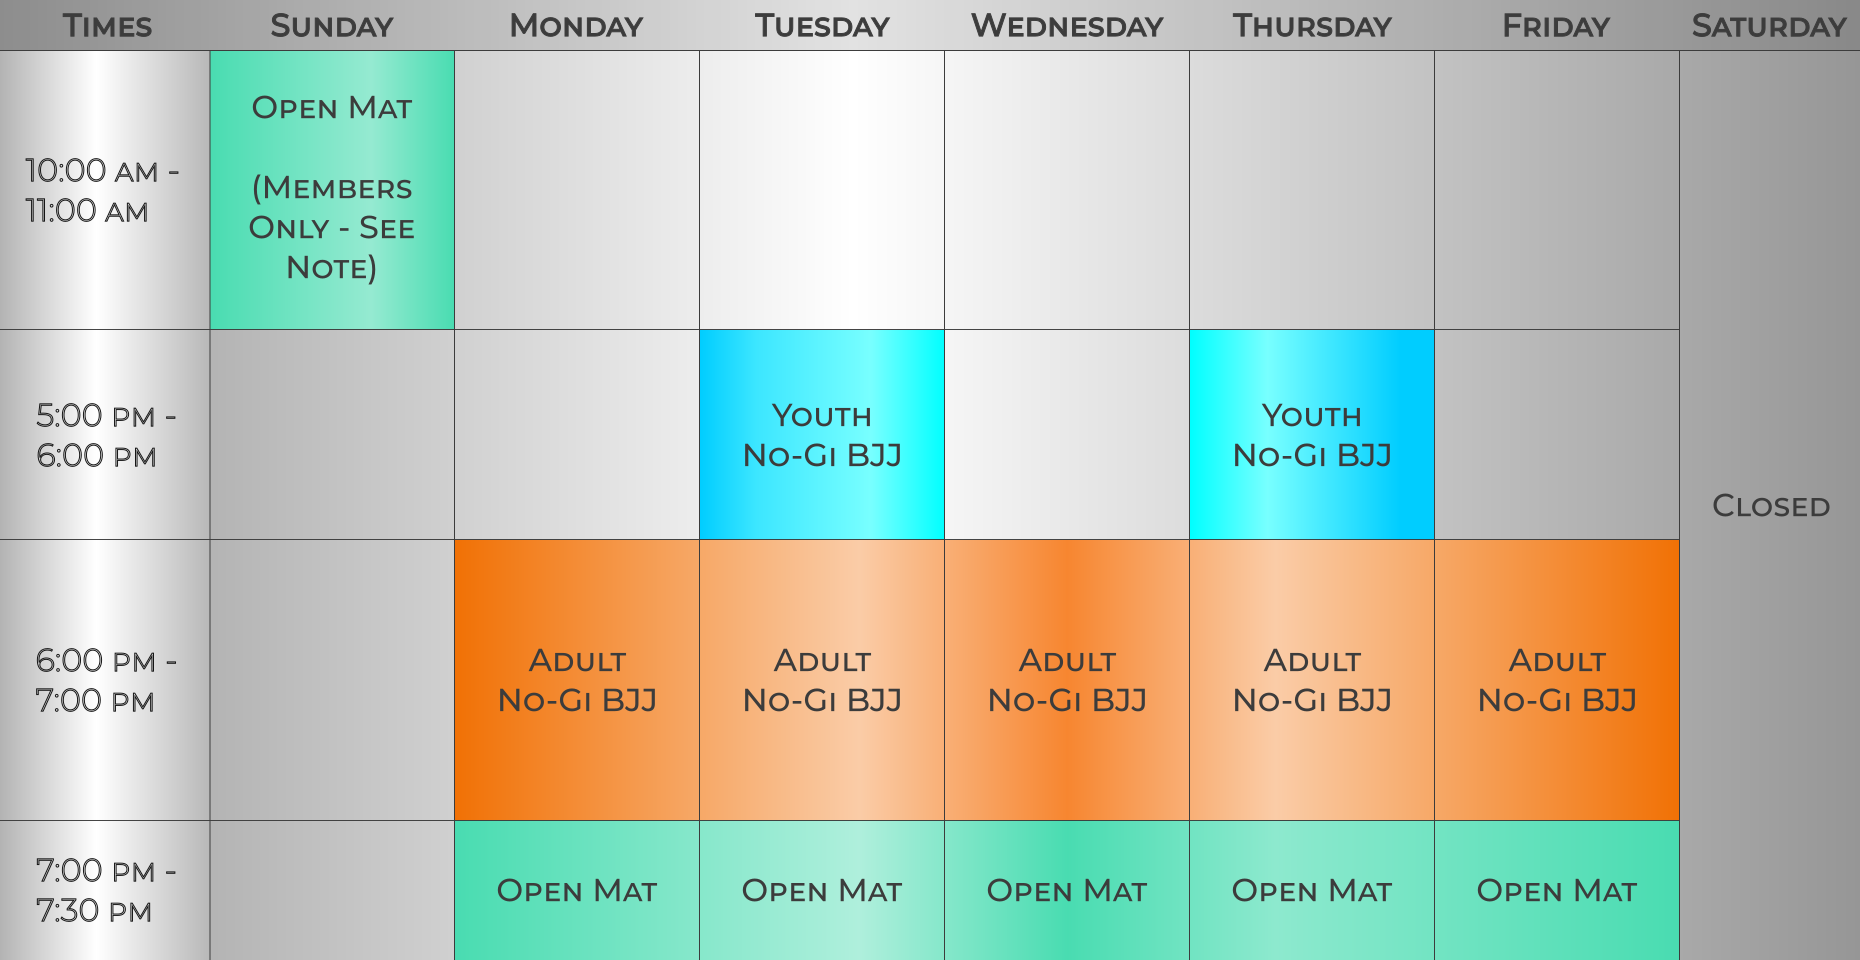 Times Sunday Monday Tuesday Wednesday Thursday Friday Saturday
10:00 am -
11:00 am
Open Mat
(Members
Only - See
Note)
5:00 pm -
6:00 pm
Youth
No-Gi BJJ
Youth
No-Gi BJJ
Closed
6:00 pm -
7:00 pm
Adult
No-Gi BJJ
Adult
No-Gi BJJ
Adult
No-Gi BJJ
Adult
No-Gi BJJ
Adult
No-Gi BJJ
7:00 pm -
7:30 pm
Open Mat
Open Mat
Open Mat
Open Mat
Open Mat